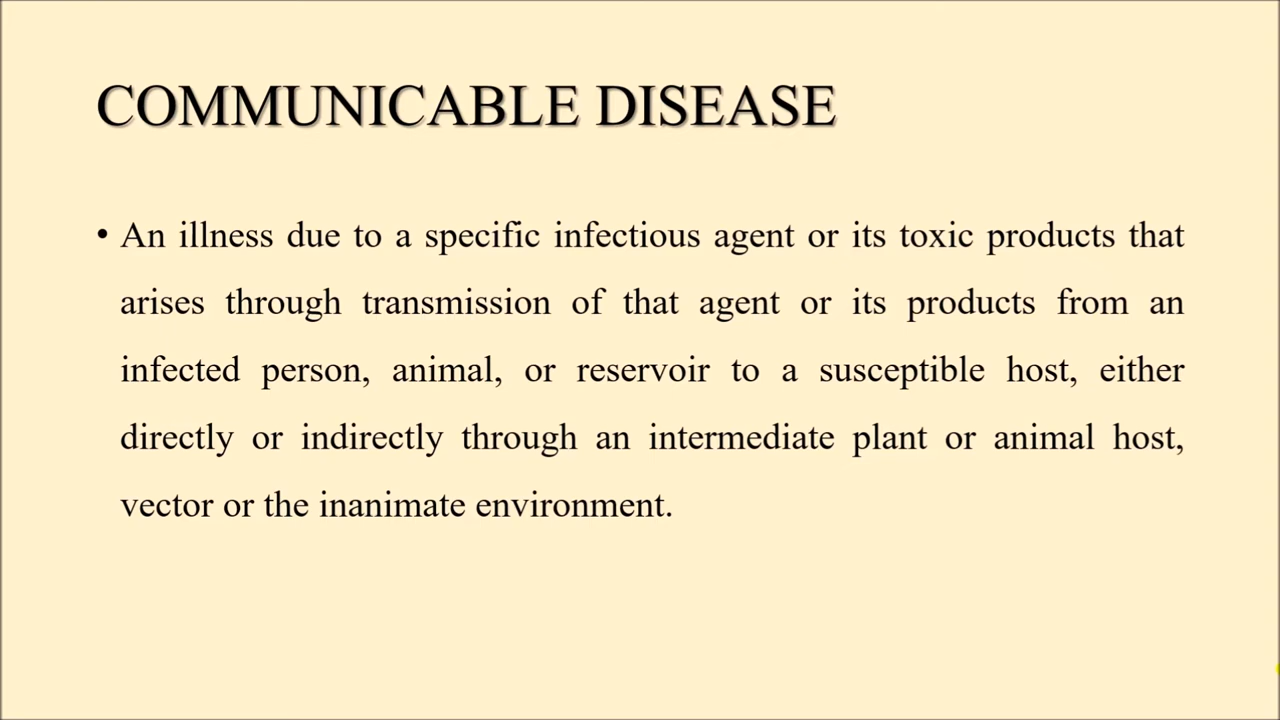 COMMUNICABLE DISEASE
• An illness due to a specific infectious agent or its toxic products that
arises through transmission of that agent or its products from an
infected person, animal, or reservoir to a susceptible host, either
directly or indirectly through an intermediate plant or animal host,
vector or the inanimate environment.